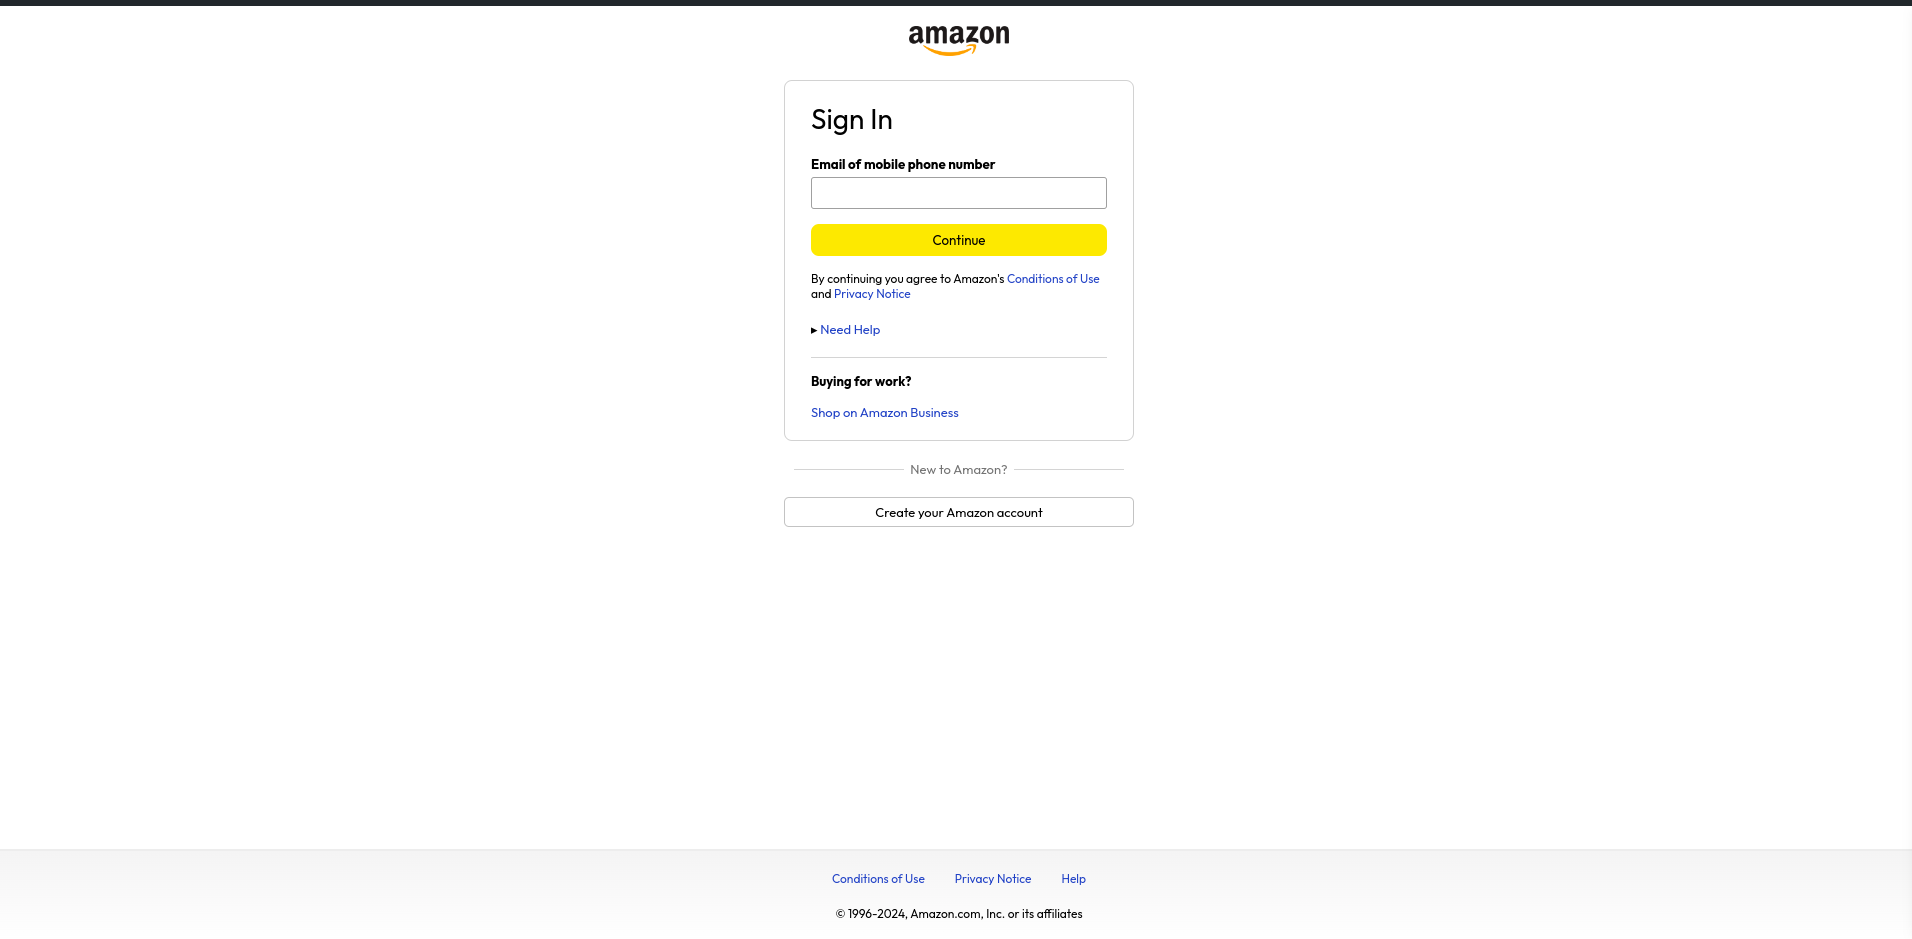 amazon
Sign In
Email of mobile phone number
Continue
By continuing you agree to Amazon's Conditions of Use
and Privacy Notice
▸ Need Help
Buying for work?
Shop on Amazon Business
New to Amazon?
Create your Amazon account
Conditions of Use Privacy Notice Help
© 1996-2024, Amazon.com, Inc. or its affiliates